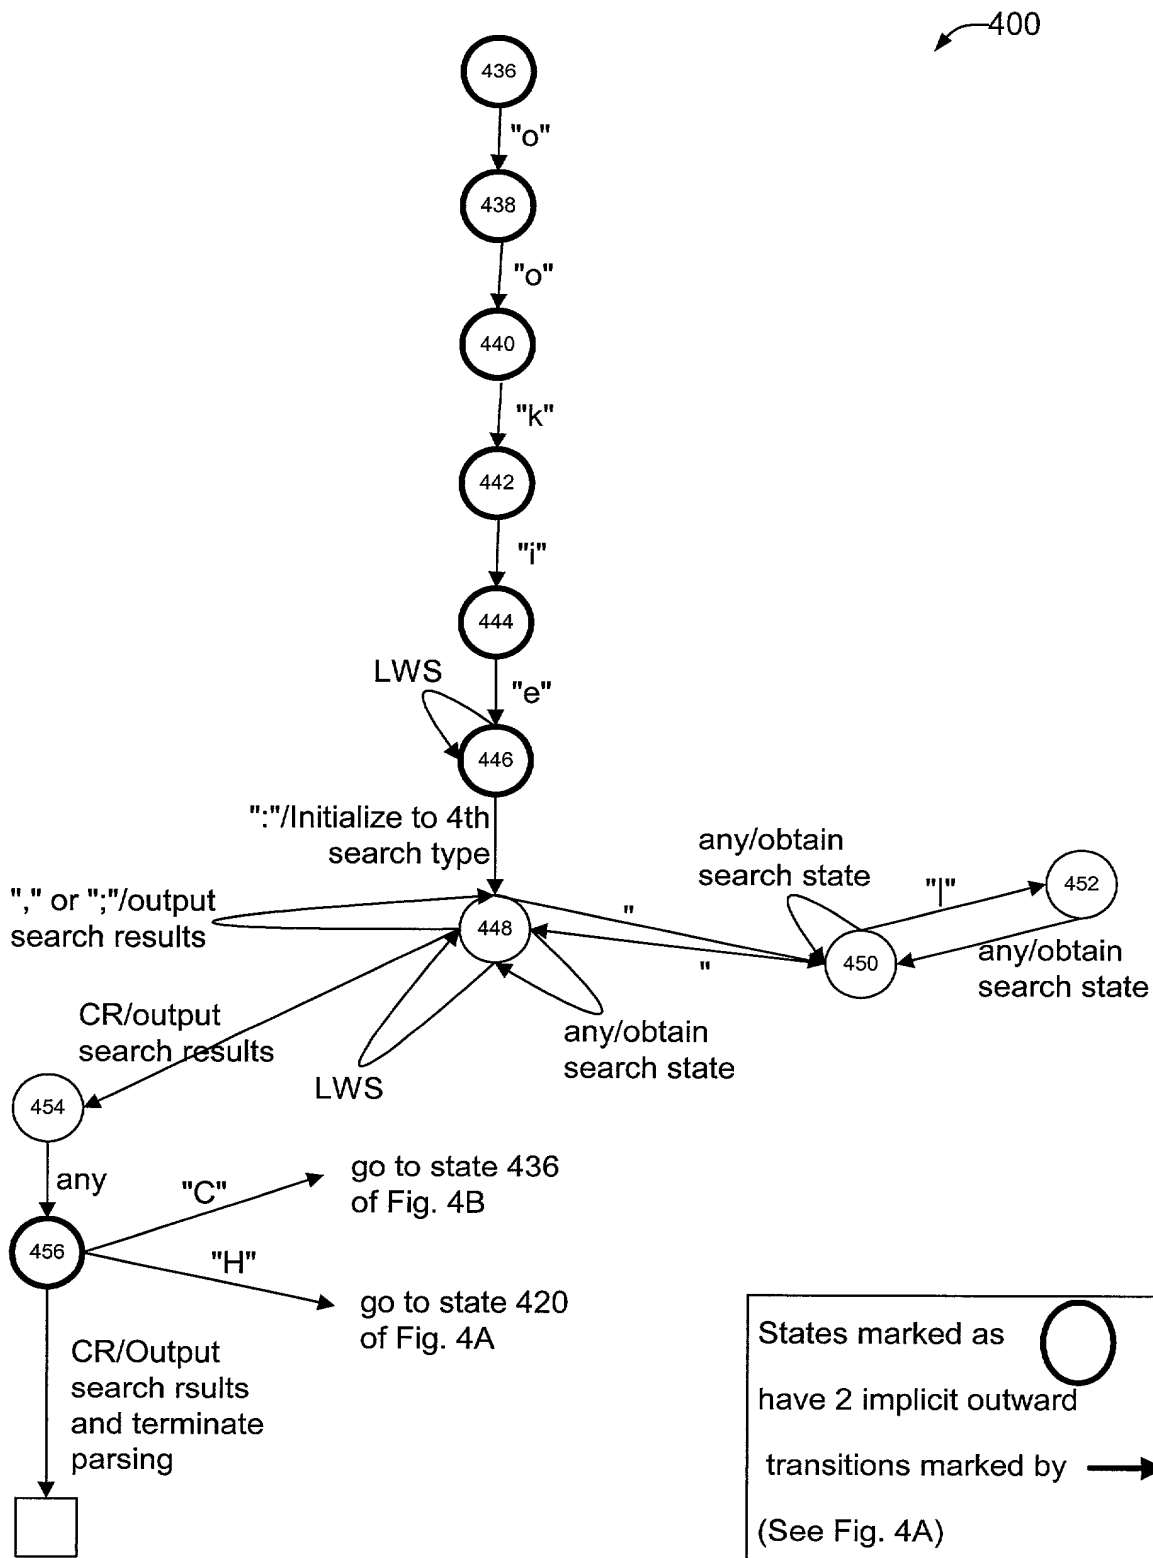 400
436
"o"
438
"o"
440
"k"
442
"i"
444
LWS
"e"
446
":"/Initialize to 4th
search type
any/obtain
search state
"|"
452
"," or ";"/output
search results
448
"
"
450
any/obtain
search state
CR/output
search results
any/obtain
search state
LWS
454
any
"C"
go to state 436
of Fig. 4B
456
"H"
go to state 420
of Fig. 4A
CR/Output
search rsults
and terminate
parsing
States marked as
have 2 implicit outward
transitions marked by
(See Fig. 4A)